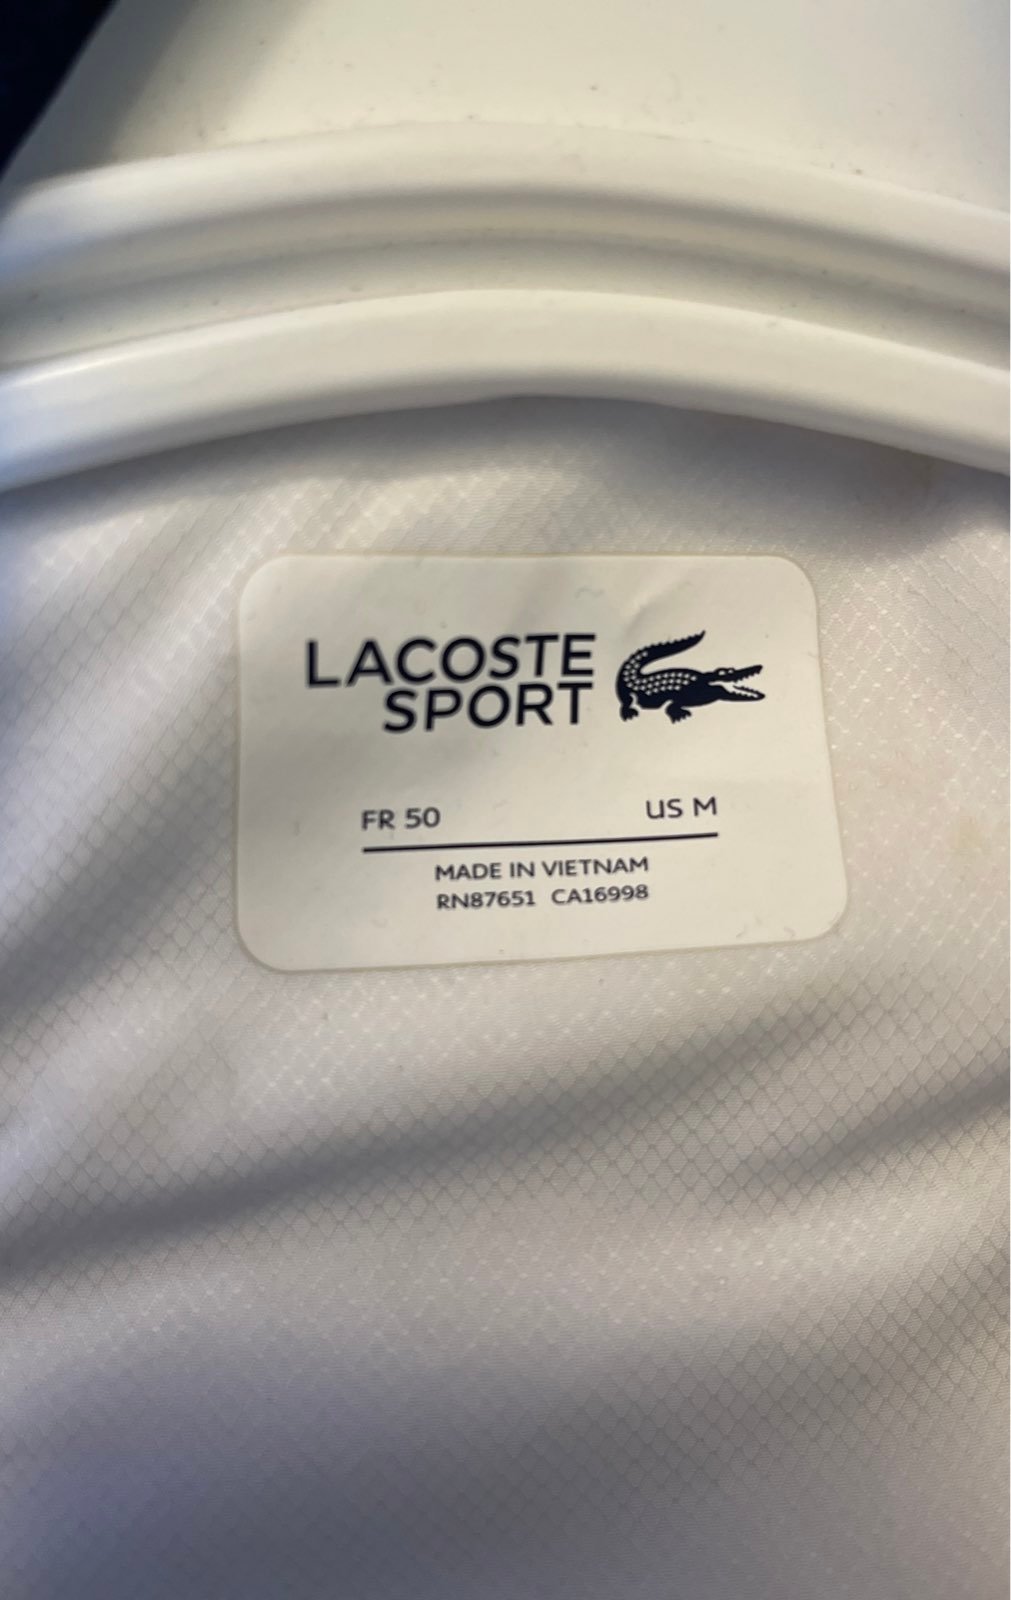 LACOSTE
SPORT
FR 50 US M
MADE IN VIETNAM
RN87651 CA16998